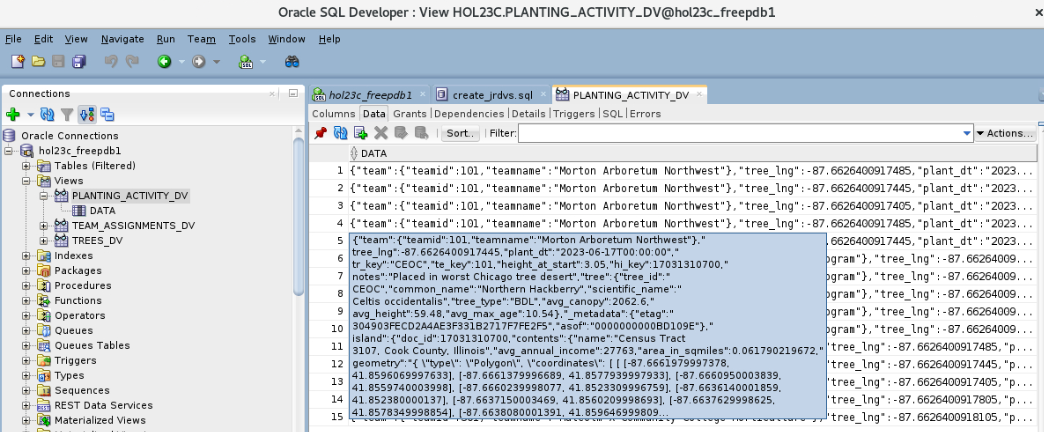 Oracle SQL Developer : View HOL23C.PLANTING_ACTIVITY_DV@hol23c_freepdb1
File Edit View Navigate Run Team Tools Window Help
Connections
Oracle Connections
hol23c_freepdb1
Tables (Filtered)
Views
PLANTING_ACTIVITY_DV
DATA
TEAM_ASSIGNMENTS_DV
TREES_DV
Indexes
Packages
Procedures
Functions
Operators
Queues
Queues Tables
Triggers
Types
Sequences
REST Data Services
Materialized Views
hol23c_freepdb1 create_jrdvs.sql PLANTING_ACTIVITY_DV
Columns Data Grants Dependencies Details Triggers SQL Errors
Sort.. Filter: Actions...
DATA
1 {"team":{"teamid":101,"teamname":"Morton Arboretum Northwest"},"tree_lng":-87.6626400917485,"plant_dt":"2023...
2 {"team":{"teamid":101,"teamname":"Morton Arboretum Northwest"},"tree_lng":-87.6626400917445,"plant_dt":"2023...
3 {"team":{"teamid":101,"teamname":"Morton Arboretum Northwest"},"tree_lng":-87.6626400917405,"plant_dt":"2023...
4 {"team":{"teamid":101,"teamname":"Morton Arboretum Northwest"},"tree_lng":-87.6626400917485,"plant_dt":"2023...
5 .6626400917445,"plant_dt":"2023...
6 ogram"},"tree_lng":-87.66264009...
7 ogram"},"tree_lng":-87.66264009...
8 ogram"},"tree_lng":-87.66264009...
9 ogram"},"tree_lng":-87.66264009...
10 ogram"},"tree_lng":-87.66264009...
11 "tree_lng":-87.6626400917485,"p...
12 "tree_lng":-87.6626400917445,"p...
13 "tree_lng":-87.6626400917405,"p...
14 "tree_lng":-87.6626400917805,"p...
15 "tree_lng":-87.6626400918105,"p...
{"team":{"teamid":101,"teamname":"Morton Arboretum Northwest"},"
tree_lng":-87.6626400917445,"plant_dt":"2023-06-17T00:00:00","
tr_key":"CEOC","te_key":101,"height_at_start":3.05,"hi_key":17031310700,"
notes":"Placed in worst Chicago tree desert","tree":{"tree_id":"
CEOC","common_name":"Northern Hackberry","scientific_name":"
Celtis occidentalis","tree_type":"BDL","avg_canopy":2062.6,"
avg_height":59.48,"avg_max_age":10.54},"_metadata":{"etag":"
304903FECD2A4AE3F331B2717F7FE2F5","asof":"0000000000BD109E"},"
island":{"doc_id":17031310700,"contents":{"name":"Census Tract
3107, Cook County, Illinois","avg_annual_income":27763,"area_in_sqmiles":0.061790219672,"
geometry":"{ \"type\": \"Polygon\", \"coordinates\": [ [ [-87.6661979997378,
41.8596069997633], [-87.6661379996689, 41.8577939997933], [-87.6660950003839,
41.8559740003998], [-87.6660239998077, 41.8523309996759], [-87.6636140001859,
41.852380000137], [-87.6637150003469, 41.8560209998693], [-87.6637629998625,
41.8578349998854], [-87.6638080001391, 41.859646999809...